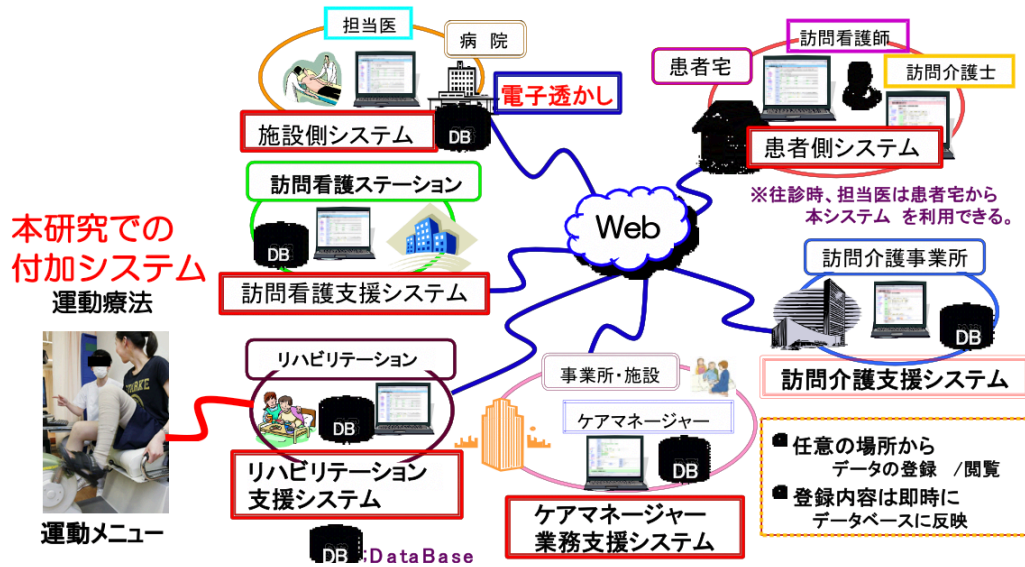 担当医
病院
電子透かし
DB
施設側システム
訪問看護師
患者宅
訪問介護士
患者側システム
※往診時、担当医は患者宅から
本システム を利用できる。
訪問看護ステーション
DB
訪問看護支援システム
Web
本研究での
付加システム
運動療法
運動メニュー
訪問介護事業所
DB
訪問介護支援システム
リハビリテーション
DB
リハビリテーション
支援システム
事業所・施設
ケアマネージャー
DB
ケアマネージャー
業務支援システム
任意の場所から
データの登録 /閲覧
登録内容は即時に
データベースに反映
DB ;DataBase